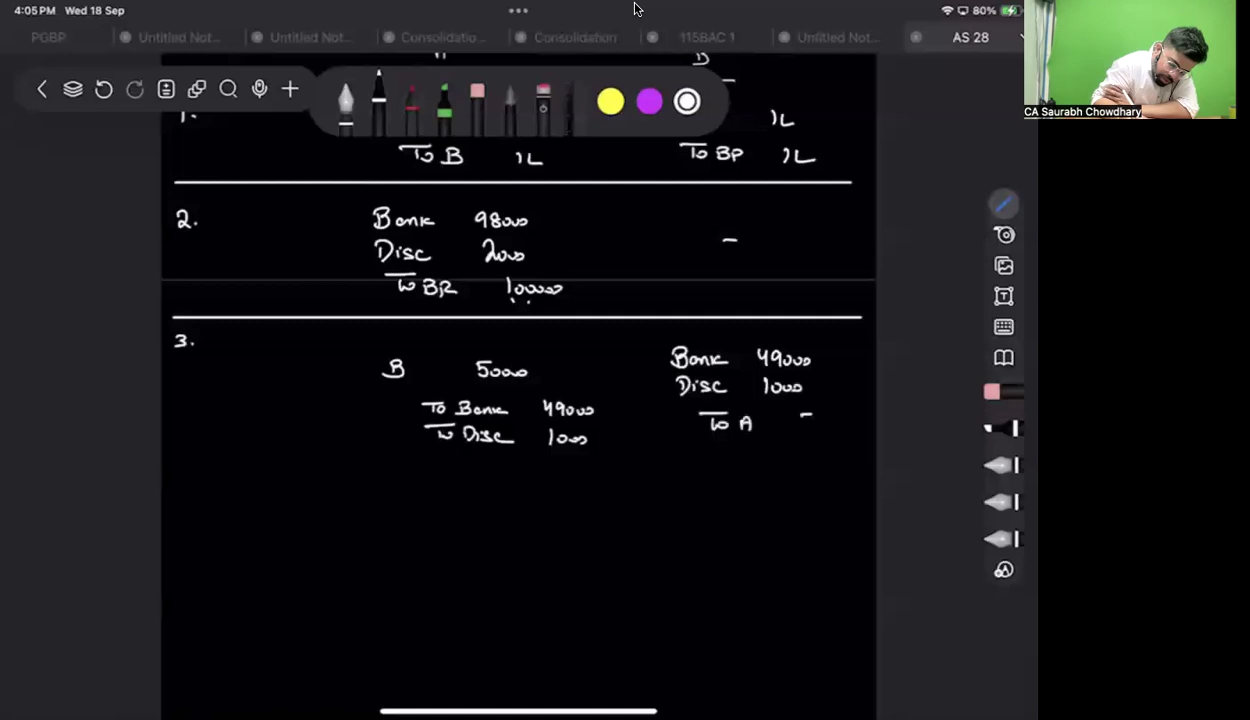 4:05 PM Wed 18 Sep
80%
PGBP
Untitled Not...
Untitled Not...
Consolidatio...
Consolidation
115BAC 1
Untitled Not...
AS 28
CA Saurabh Chowdhary
B
1.
1L
To B 1L
To BP 1L
2.
Bank 98000
Disc 2000
To BR 100000
-
3.
B 50000
To Bank 49000
To Disc 1000
Bank 49000
Disc 1000
To A -